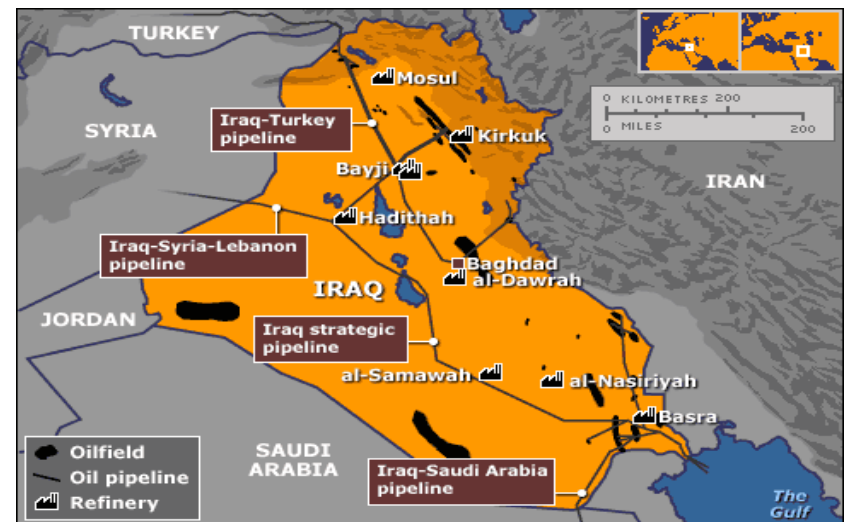 TURKEY
Mosul
0 KILOMETRES 200
0 MILES 200
Iraq-Turkey
pipeline
SYRIA
Kirkuk
Bayji
IRAN
Hadithah
Iraq-Syria-Lebanon
pipeline
Baghdad
al-Dawrah
IRAQ
JORDAN
Iraq strategic
pipeline
al-Samawah
al-Nasiriyah
Basra
Oilfield
Oil pipeline
Refinery
SAUDI
ARABIA
Iraq-Saudi Arabia
pipeline
The
Gulf